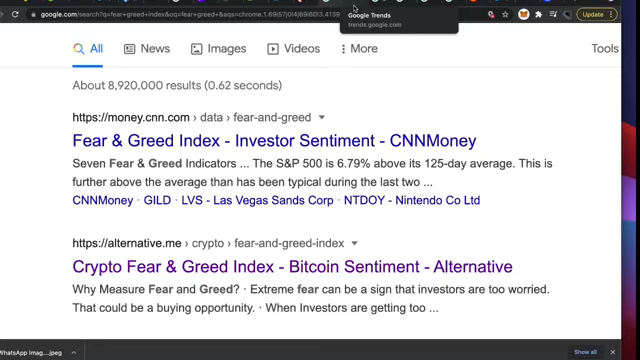 google.com/search?q=fear+greed+index&oq=fear+greed+&aqs=chrome.1.69i57j0l4j69i60l3.4139
Google Trends
trends.google.com
Update
All
News
Images
Videos
More
Tools
About 8,920,000 results (0.62 seconds)
https://money.cnn.com › data › fear-and-greed
Fear & Greed Index - Investor Sentiment - CNNMoney
Seven Fear & Greed Indicators ... The S&P 500 is 6.79% above its 125-day average. This is
further above the average than has been typical during the last two ...
CNNMoney · GILD · LVS - Las Vegas Sands Corp · NTDOY - Nintendo Co Ltd
https://alternative.me › crypto › fear-and-greed-index
Crypto Fear & Greed Index - Bitcoin Sentiment - Alternative
Why Measure Fear and Greed? · Extreme fear can be a sign that investors are too worried.
That could be a buying opportunity. · When Investors are getting too ...
WhatsApp Imag....jpeg
Show all